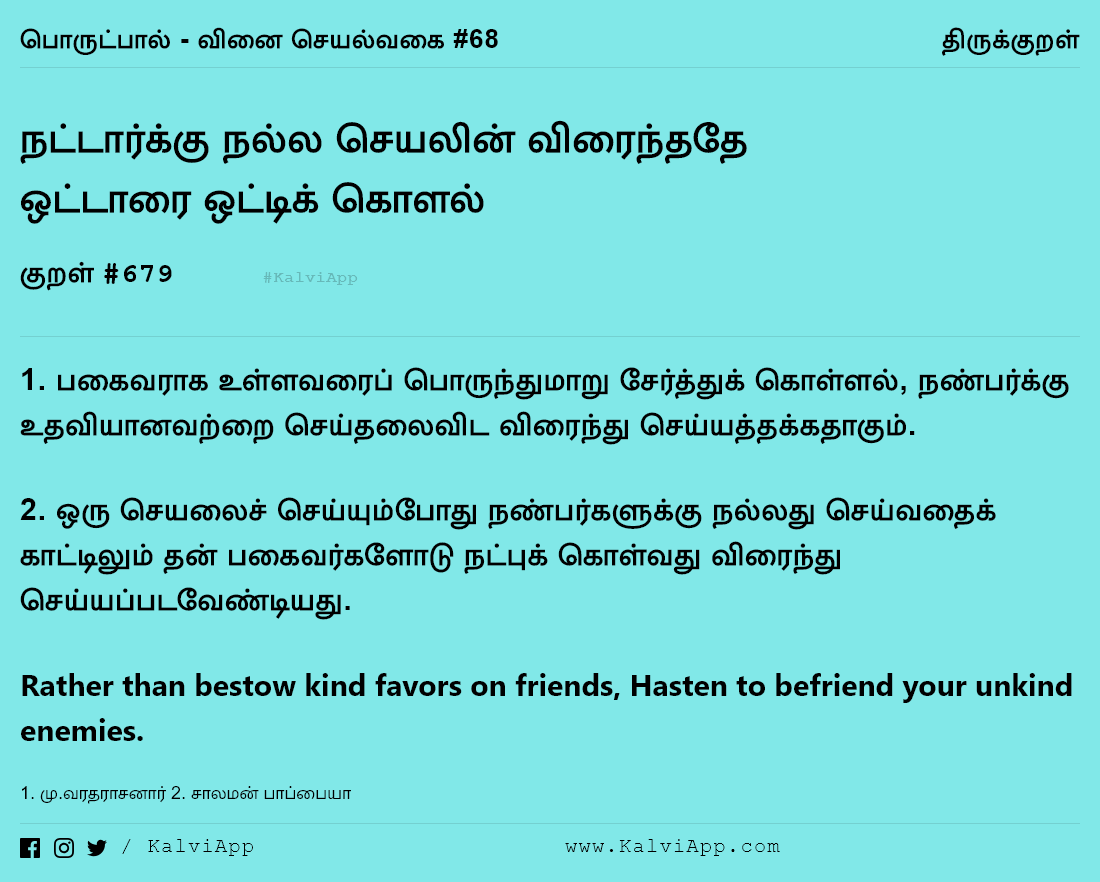 பொருட்பால் - வினை செயல்வகை #68 திருக்குறள்
நட்டார்க்கு நல்ல செயலின் விரைந்ததே
ஒட்டாரை ஒட்டிக் கொளல்
குறள் #679 #KalviApp
1. பகைவராக உள்ளவரைப் பொருந்துமாறு சேர்த்துக் கொள்ளல், நண்பர்க்கு
உதவியானவற்றை செய்தலைவிட விரைந்து செய்யத்தக்கதாகும்.
2. ஒரு செயலைச் செய்யும்போது நண்பர்களுக்கு நல்லது செய்வதைக்
காட்டிலும் தன் பகைவர்களோடு நட்புக் கொள்வது விரைந்து
செய்யப்படவேண்டியது.
Rather than bestow kind favors on friends, Hasten to befriend your unkind
enemies.
1. மு.வரதராசனார் 2. சாலமன் பாப்பையா
/ KalviApp www.KalviApp.com